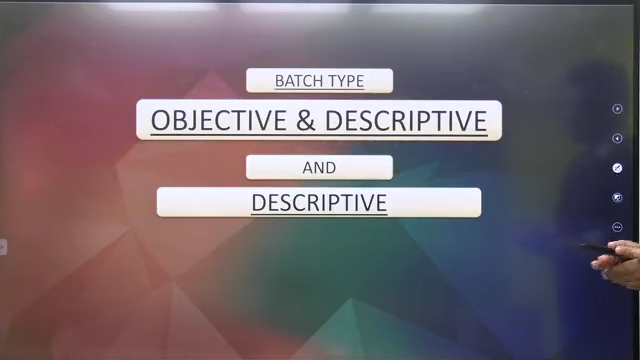 BATCH TYPE
OBJECTIVE & DESCRIPTIVE
AND
DESCRIPTIVE